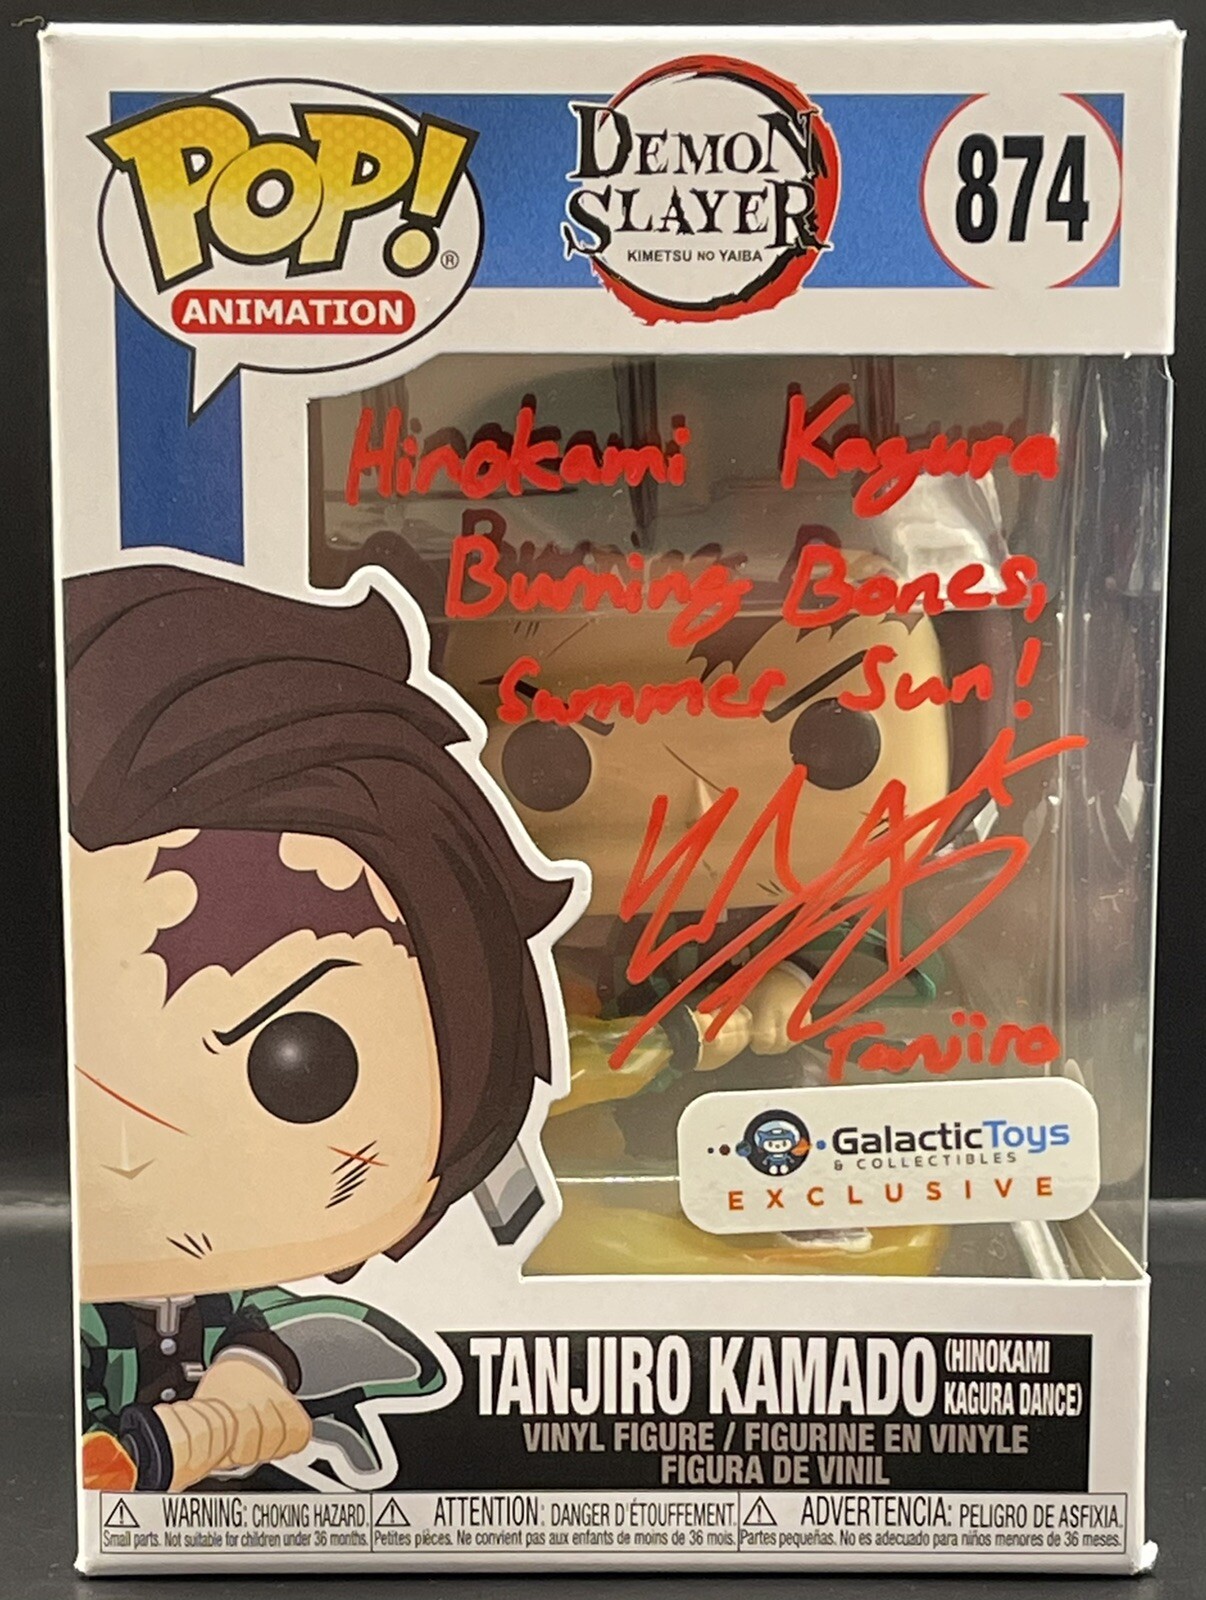 POP!®
ANIMATION
DEMON
SLAYER
KIMETSU NO YAIBA
874
Hinokami Kagura
Burning Bones,
Summer Sun!
Tanjiro
GalacticToys
& COLLECTIBLES
EXCLUSIVE
TANJIRO KAMADO (HINOKAMI
KAGURA DANCE)
VINYL FIGURE / FIGURINE EN VINYLE
FIGURA DE VINIL
WARNING: CHOKING HAZARD.
Small parts. Not suitable for children under 36 months.
ATTENTION: DANGER D'ÉTOUFFEMENT.
Petites pièces. Ne convient pas aux enfants de moins de 36 mois.
ADVERTENCIA: PELIGRO DE ASFIXIA.
Partes pequeñas. No es adecuado para niños menores de 36 meses.